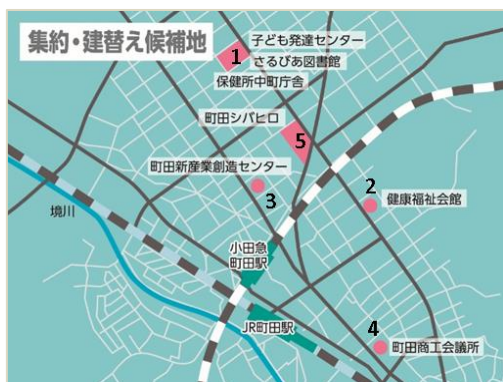 集約・建替え候補地
子ども発達センター
1
さるびあ図書館
保健所中町庁舎
町田シバヒロ
5
町田新産業創造センター
3
2
健康福祉会館
境川
小田急
町田駅
JR町田駅
4
町田商工会議所